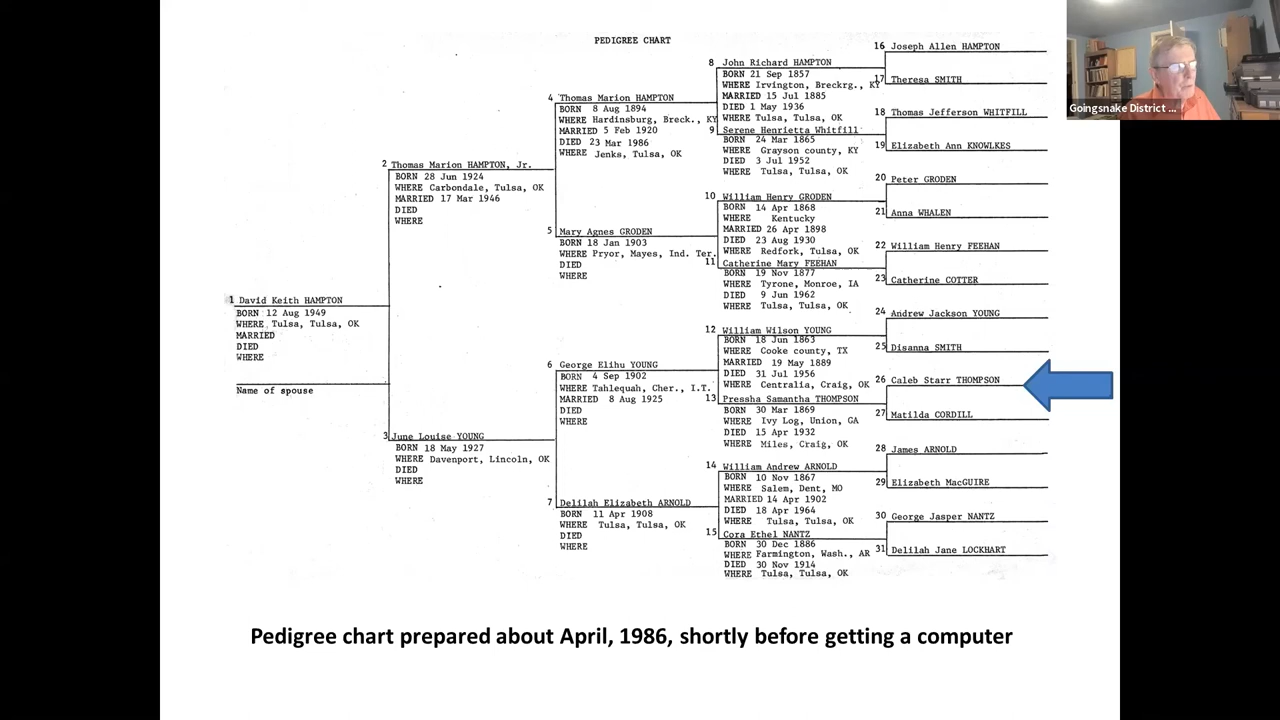 PEDIGREE CHART
1 David Keith HAMPTON
BORN 12 Aug 1949
WHERE Tulsa, Tulsa, OK
MARRIED
DIED
WHERE
Name of spouse
2 Thomas Marion HAMPTON, Jr.
BORN 28 Jun 1924
WHERE Carbondale, Tulsa, OK
MARRIED 17 Mar 1946
DIED
WHERE
3 June Louise YOUNG
BORN 18 May 1927
WHERE Davenport, Lincoln, OK
DIED
WHERE
4 Thomas Marion HAMPTON
BORN 8 Aug 1894
WHERE Hardinsburg, Breck., KY
MARRIED 5 Feb 1920
DIED 23 Mar 1986
WHERE Jenks, Tulsa, OK
5 Mary Agnes GRODEN
BORN 18 Jan 1903
WHERE Pryor, Mayes, Ind. Ter.
DIED
WHERE
6 George Elihu YOUNG
BORN 4 Sep 1902
WHERE Tahlequah, Cher., I.T.
MARRIED 8 Aug 1925
DIED
WHERE
7 Delilah Elizabeth ARNOLD
BORN 11 Apr 1908
WHERE Tulsa, Tulsa, OK
DIED
WHERE
8 John Richard HAMPTON
BORN 21 Sep 1857
WHERE Irvington, Breckrg., KY
MARRIED 15 Jul 1885
DIED 1 May 1936
WHERE Tulsa, Tulsa, OK
9 Serene Henrietta Whitfill
BORN 24 Mar 1865
WHERE Grayson county, KY
DIED 3 Jul 1952
WHERE Tulsa, Tulsa, OK
10 William Henry GRODEN
BORN 14 Apr 1868
WHERE Kentucky
MARRIED 26 Apr 1898
DIED 23 Aug 1930
WHERE Redfork, Tulsa, OK
11 Catherine Mary FEEHAN
BORN 19 Nov 1877
WHERE Tyrone, Monroe, IA
DIED 9 Jun 1962
WHERE Tulsa, Tulsa, OK
12 William Wilson YOUNG
BORN 18 Jun 1863
WHERE Cooke county, TX
MARRIED 19 May 1889
DIED 31 Jul 1956
WHERE Centralia, Craig, OK
13 Pressha Samantha THOMPSON
BORN 30 Mar 1869
WHERE Ivy Log, Union, GA
DIED 15 Apr 1932
WHERE Miles, Craig, OK
14 William Andrew ARNOLD
BORN 10 Nov 1867
WHERE Salem, Dent, MO
MARRIED 14 Apr 1902
DIED 18 Apr 1964
WHERE Tulsa, Tulsa, OK
15 Cora Ethel NANTZ
BORN 30 Dec 1886
WHERE Farmington, Wash., AR
DIED 30 Nov 1914
WHERE Tulsa, Tulsa, OK
16 Joseph Allen HAMPTON
17 Theresa SMITH
18 Thomas Jefferson WHITFILL
19 Elizabeth Ann KNOWLKES
20 Peter GRODEN
21 Anna WHALEN
22 William Henry FEEHAN
23 Catherine COTTER
24 Andrew Jackson YOUNG
25 Disanna SMITH
26 Caleb Starr THOMPSON
27 Matilda CORDILL
28 James ARNOLD
29 Elizabeth MacGUIRE
30 George Jasper NANTZ
31 Delilah Jane LOCKHART
Goingsnake District ...
Pedigree chart prepared about April, 1986, shortly before getting a computer